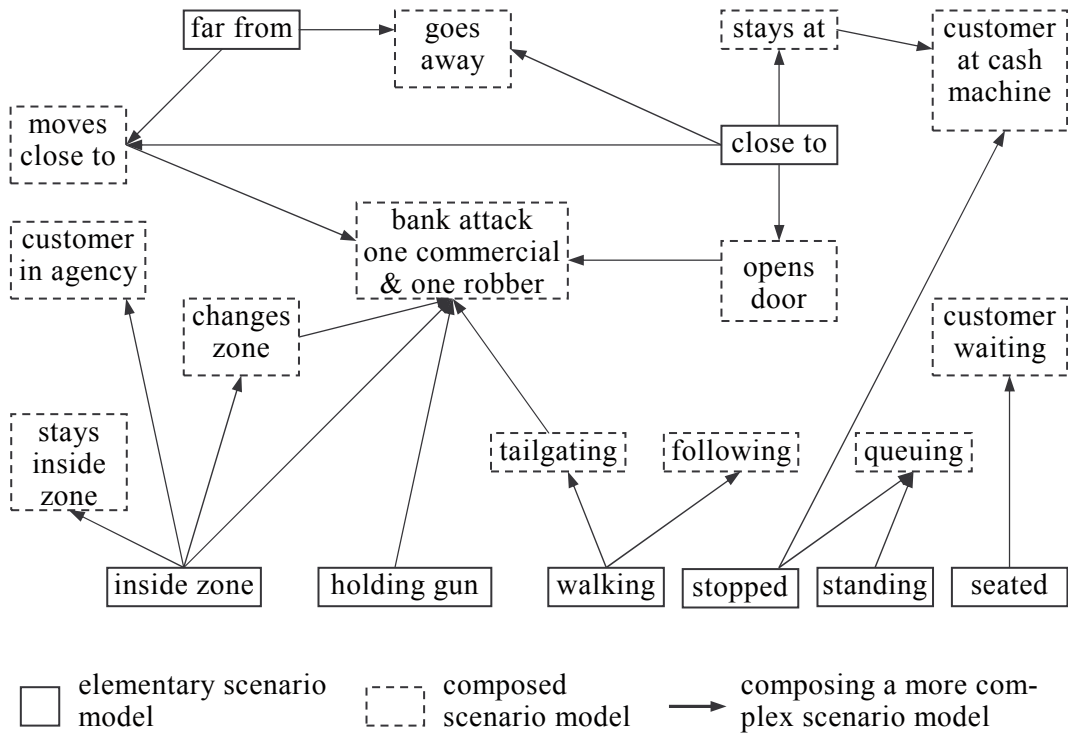 far from
goes
away
stays at
customer
at cash
machine
moves
close to
close to
customer
in agency
bank attack
one commercial
& one robber
opens
door
changes
zone
customer
waiting
stays
inside
zone
tailgating
following
queuing
inside zone
holding gun
walking
stopped
standing
seated
elementary scenario
model
composed
scenario model
composing a more com-
plex scenario model